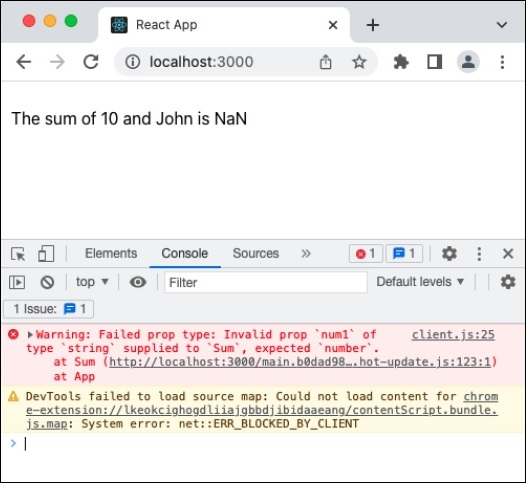 React App
localhost:3000
The sum of 10 and John is NaN
Elements Console Sources » 1 1
top ▼ Filter Default levels ▼
1 Issue: 1
Warning: Failed prop type: Invalid prop `num1` of client.js:25
type `string` supplied to `Sum`, expected `number`.
at Sum (http://localhost:3000/main.b0dad98….hot-update.js:123:1)
at App
DevTools failed to load source map: Could not load content for chrom
e-extension://lkeokcighogdliiajgbbdjibidaaeang/contentScript.bundle.
js.map: System error: net::ERR_BLOCKED_BY_CLIENT